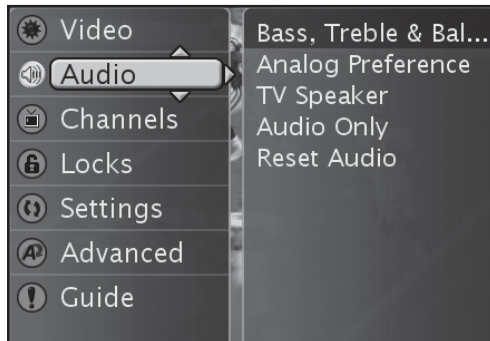 Video
Audio
Channels
Locks
Settings
Advanced
Guide
Bass, Treble & Bal...
Analog Preference
TV Speaker
Audio Only
Reset Audio